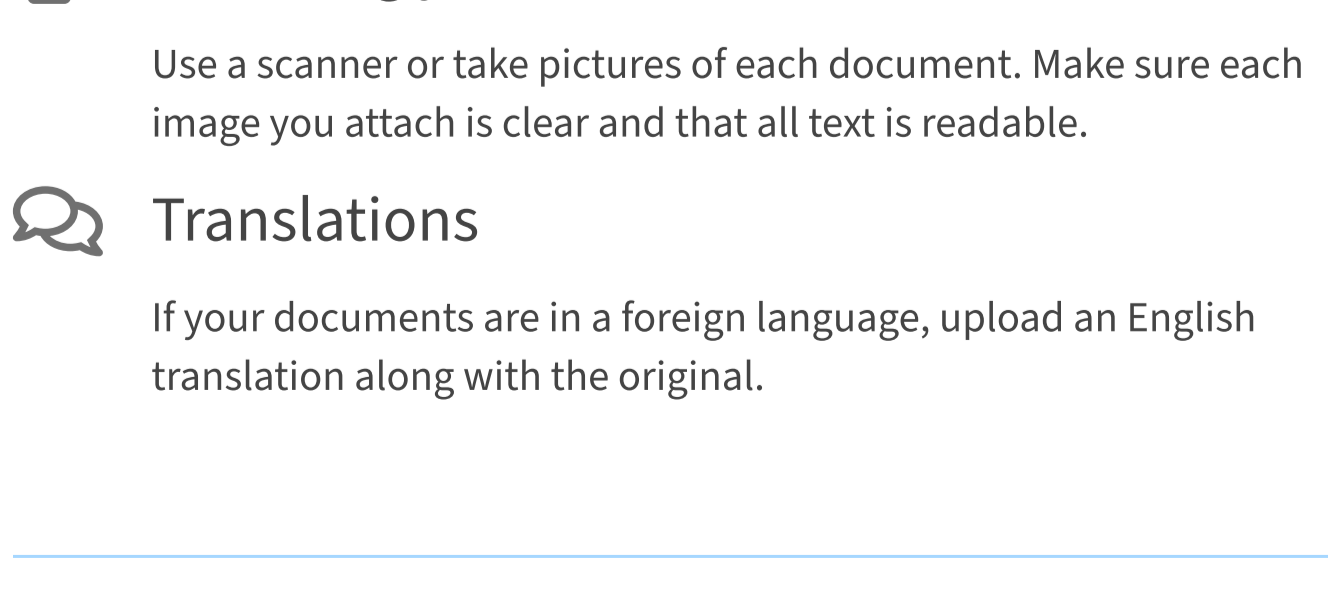 Use a scanner or take pictures of each document. Make sure each
image you attach is clear and that all text is readable.
Translations
If your documents are in a foreign language, upload an English
translation along with the original.